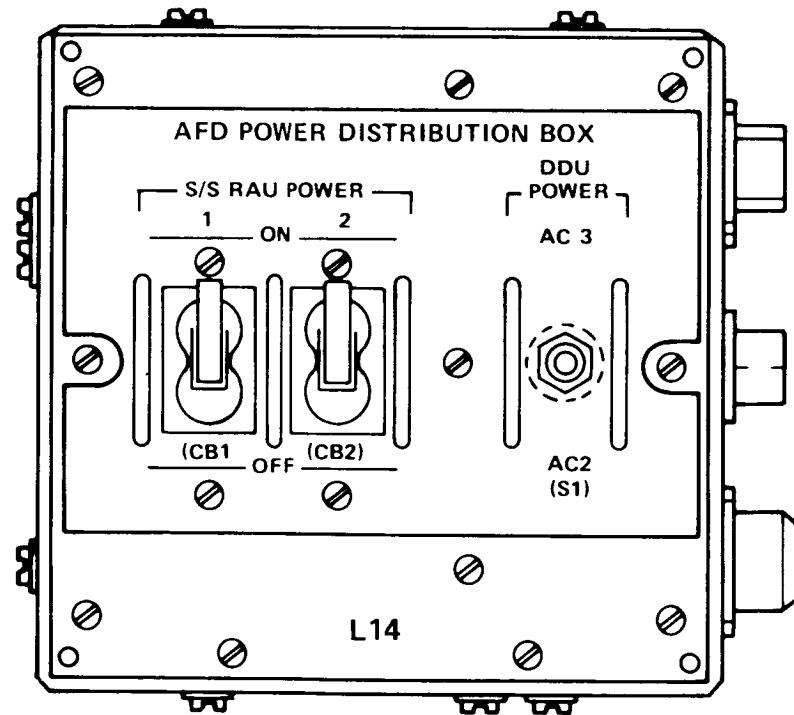 AFD POWER DISTRIBUTION BOX
S/S RAU POWER
1 ON 2
(CB1 (CB2)
OFF
DDU
POWER
AC 3
AC2
(S1)
L14